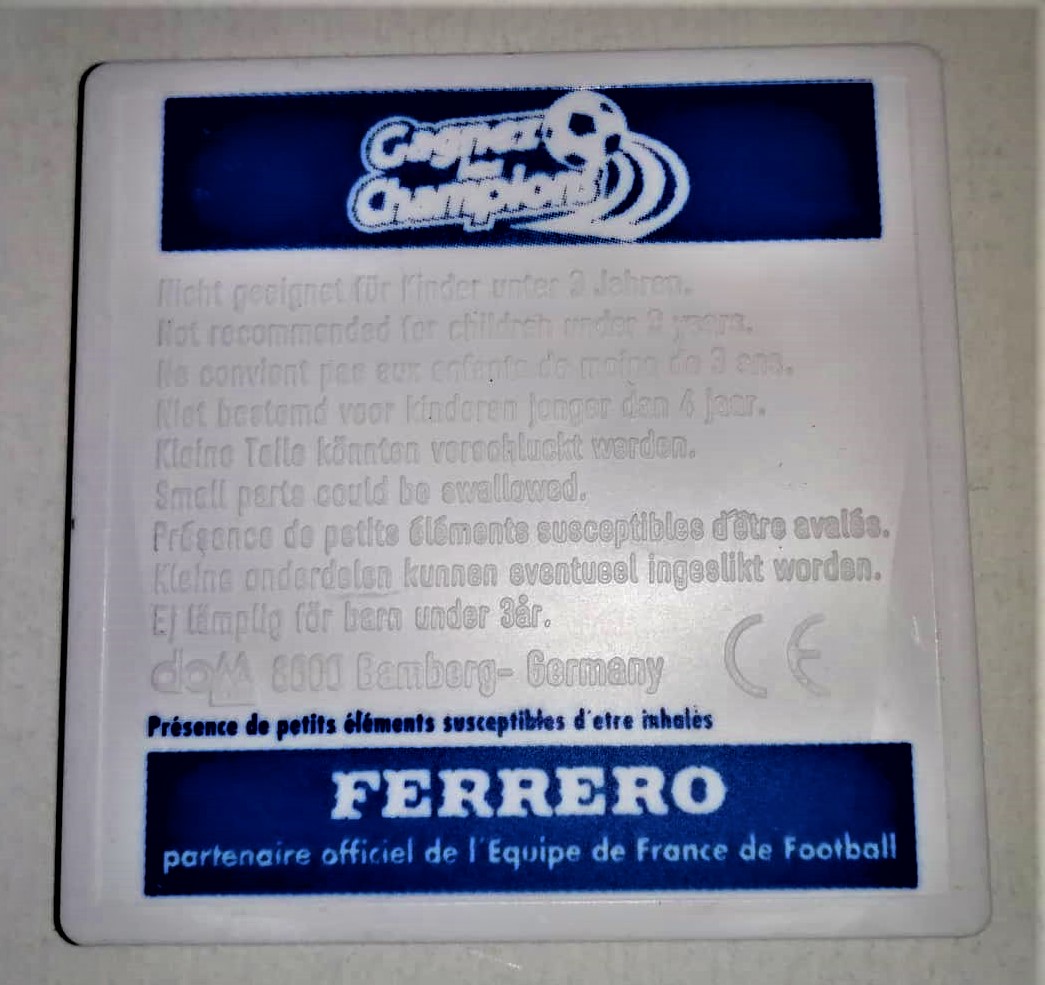 Gagnez
les
Champions
Nicht geeignet für Kinder unter 3 Jahren.
Not recommended for children under 3 years.
Ne convient pas aux enfants de moins de 3 ans.
Niet bestemd voor kinderen jonger dan 4 jaar.
Kleine Teile könnten verschluckt werden.
Small parts could be swallowed.
Présence de petits éléments susceptibles d'être avalés.
Kleine onderdelen kunnen eventueel ingeslikt worden.
Ej lämplig för barn under 3år.
doM 8600 Bamberg- Germany CE
Présence de petits éléments susceptibles d'etre inhalès
FERRERO
partenaire officiel de l'Equipe de France de Football